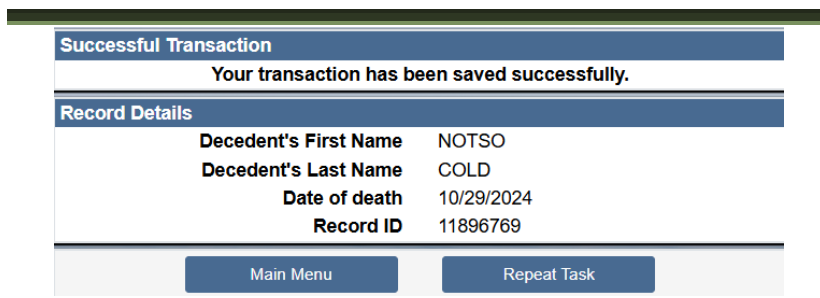 Successful Transaction
Your transaction has been saved successfully.
Record Details
Decedent's First Name NOTSO
Decedent's Last Name COLD
Date of death 10/29/2024
Record ID 11896769
Main Menu Repeat Task